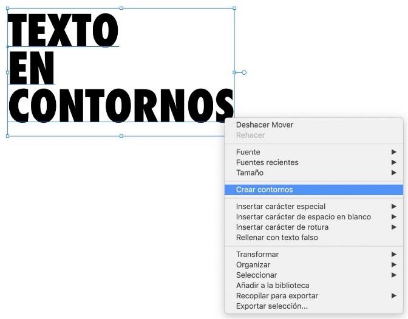 TEXTO
EN
CONTORNOS
Deshacer Mover
Rehacer
Fuente
Fuentes recientes
Tamaño
Crear contornos
Insertar carácter especial
Insertar carácter de espacio en blanco
Insertar carácter de rotura
Rellenar con texto falso
Transformar
Organizar
Seleccionar
Añadir a la biblioteca
Recopilar para exportar
Exportar selección...